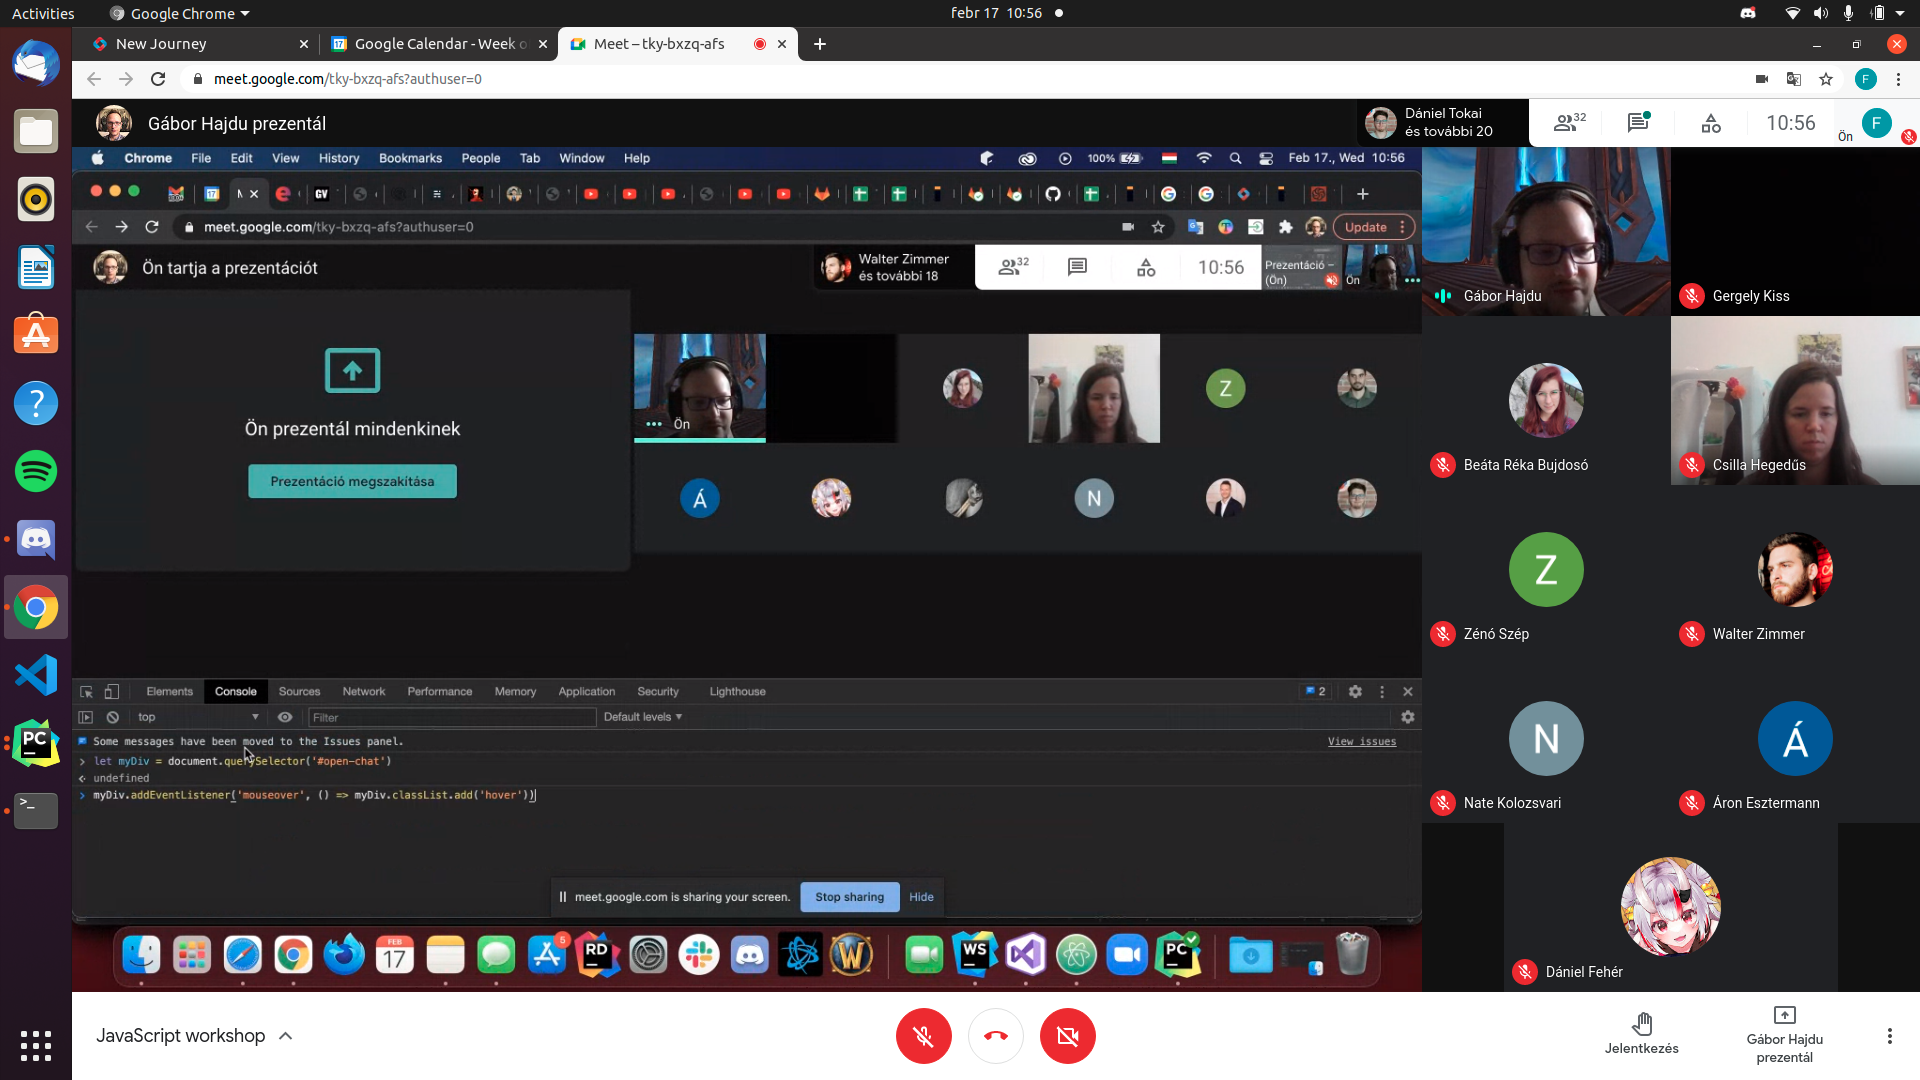 Activities
Google Chrome
febr 17 10:56
New Journey
Google Calendar - Week o
Meet – tky-bxzq-afs
meet.google.com/tky-bxzq-afs?authuser=0
F
Gábor Hajdu prezentál
Dániel Tokai
és további 20
32
10:56
Ön
F
Chrome File Edit View History Bookmarks People Tab Window Help
100%
Feb 17., Wed 10:56
GV
meet.google.com/tky-bxzq-afs?authuser=0
Update
Ön tartja a prezentációt
Walter Zimmer
és további 18
32
10:56
Prezentáció –
(Ön)
Ön
Ön prezentál mindenkinek
Prezentáció megszakítása
Ön
Z
Á
N
Elements Console Sources Network Performance Memory Application Security Lighthouse
2
top
Filter
Default levels
Some messages have been moved to the Issues panel.
View issues
let myDiv = document.querySelector('#open-chat')
undefined
myDiv.addEventListener('mouseover', () => myDiv.classList.add('hover'))
meet.google.com is sharing your screen.
Stop sharing
Hide
FEB
17
5
RD
WS
PC
Gábor Hajdu
Gergely Kiss
Beáta Réka Bujdosó
Csilla Hegedűs
Z
Zénó Szép
Walter Zimmer
N
Nate Kolozsvari
Á
Áron Esztermann
Dániel Fehér
PC
JavaScript workshop
Jelentkezés
Gábor Hajdu
prezentál